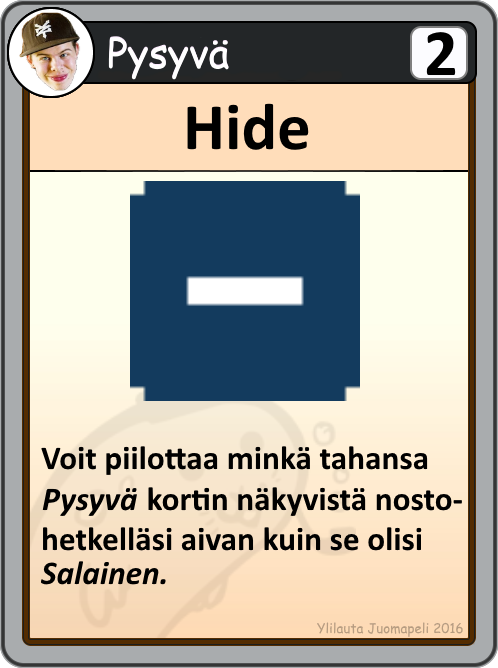 Pysyvä
2
Hide
Voit piilottaa minkä tahansa
Pysyvä kortin näkyvistä nosto-
hetkelläsi aivan kuin se olisi
Salainen.
Ylilauta Juomapeli 2016